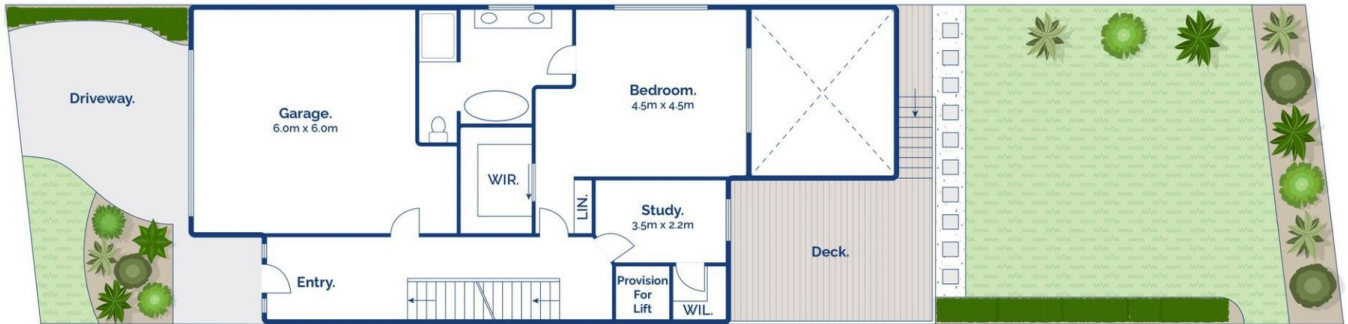 Driveway.
Garage.
6.0m x 6.0m
Bedroom.
4.5m x 4.5m
WIR.
LIN.
Study.
3.5m x 2.2m
Deck.
Entry.
Provision
For
Lift
WIL.